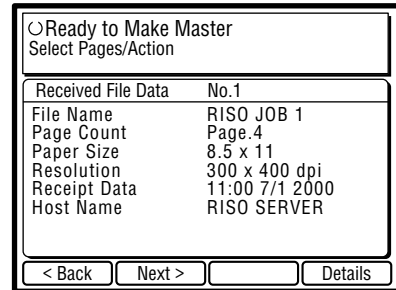 Ready to Make Master
Select Pages/Action
Received File Data No.1
File Name RISO JOB 1
Page Count Page.4
Paper Size 8.5 x 11
Resolution 300 x 400 dpi
Receipt Data 11:00 7/1 2000
Host Name RISO SERVER
< Back Next > Details